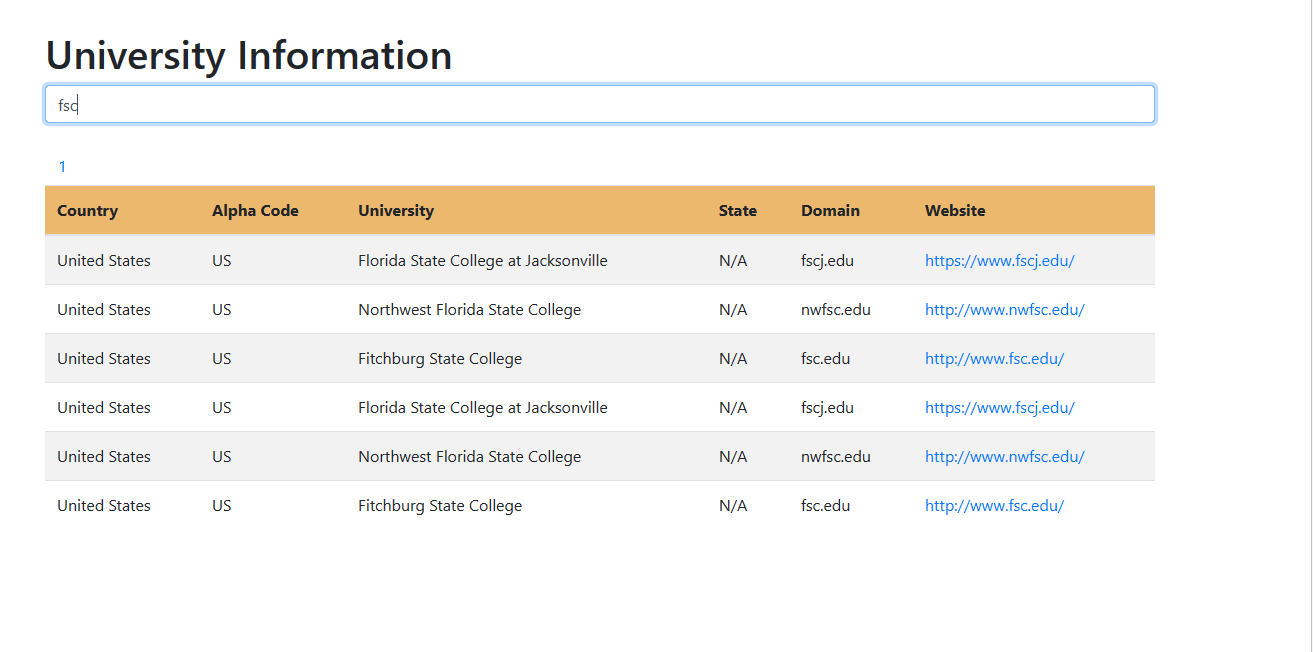 University Information
fsc
1
Country Alpha Code University State Domain Website
United States US Florida State College at Jacksonville N/A fscj.edu https://www.fscj.edu/
United States US Northwest Florida State College N/A nwfsc.edu http://www.nwfsc.edu/
United States US Fitchburg State College N/A fsc.edu http://www.fsc.edu/
United States US Florida State College at Jacksonville N/A fscj.edu https://www.fscj.edu/
United States US Northwest Florida State College N/A nwfsc.edu http://www.nwfsc.edu/
United States US Fitchburg State College N/A fsc.edu http://www.fsc.edu/